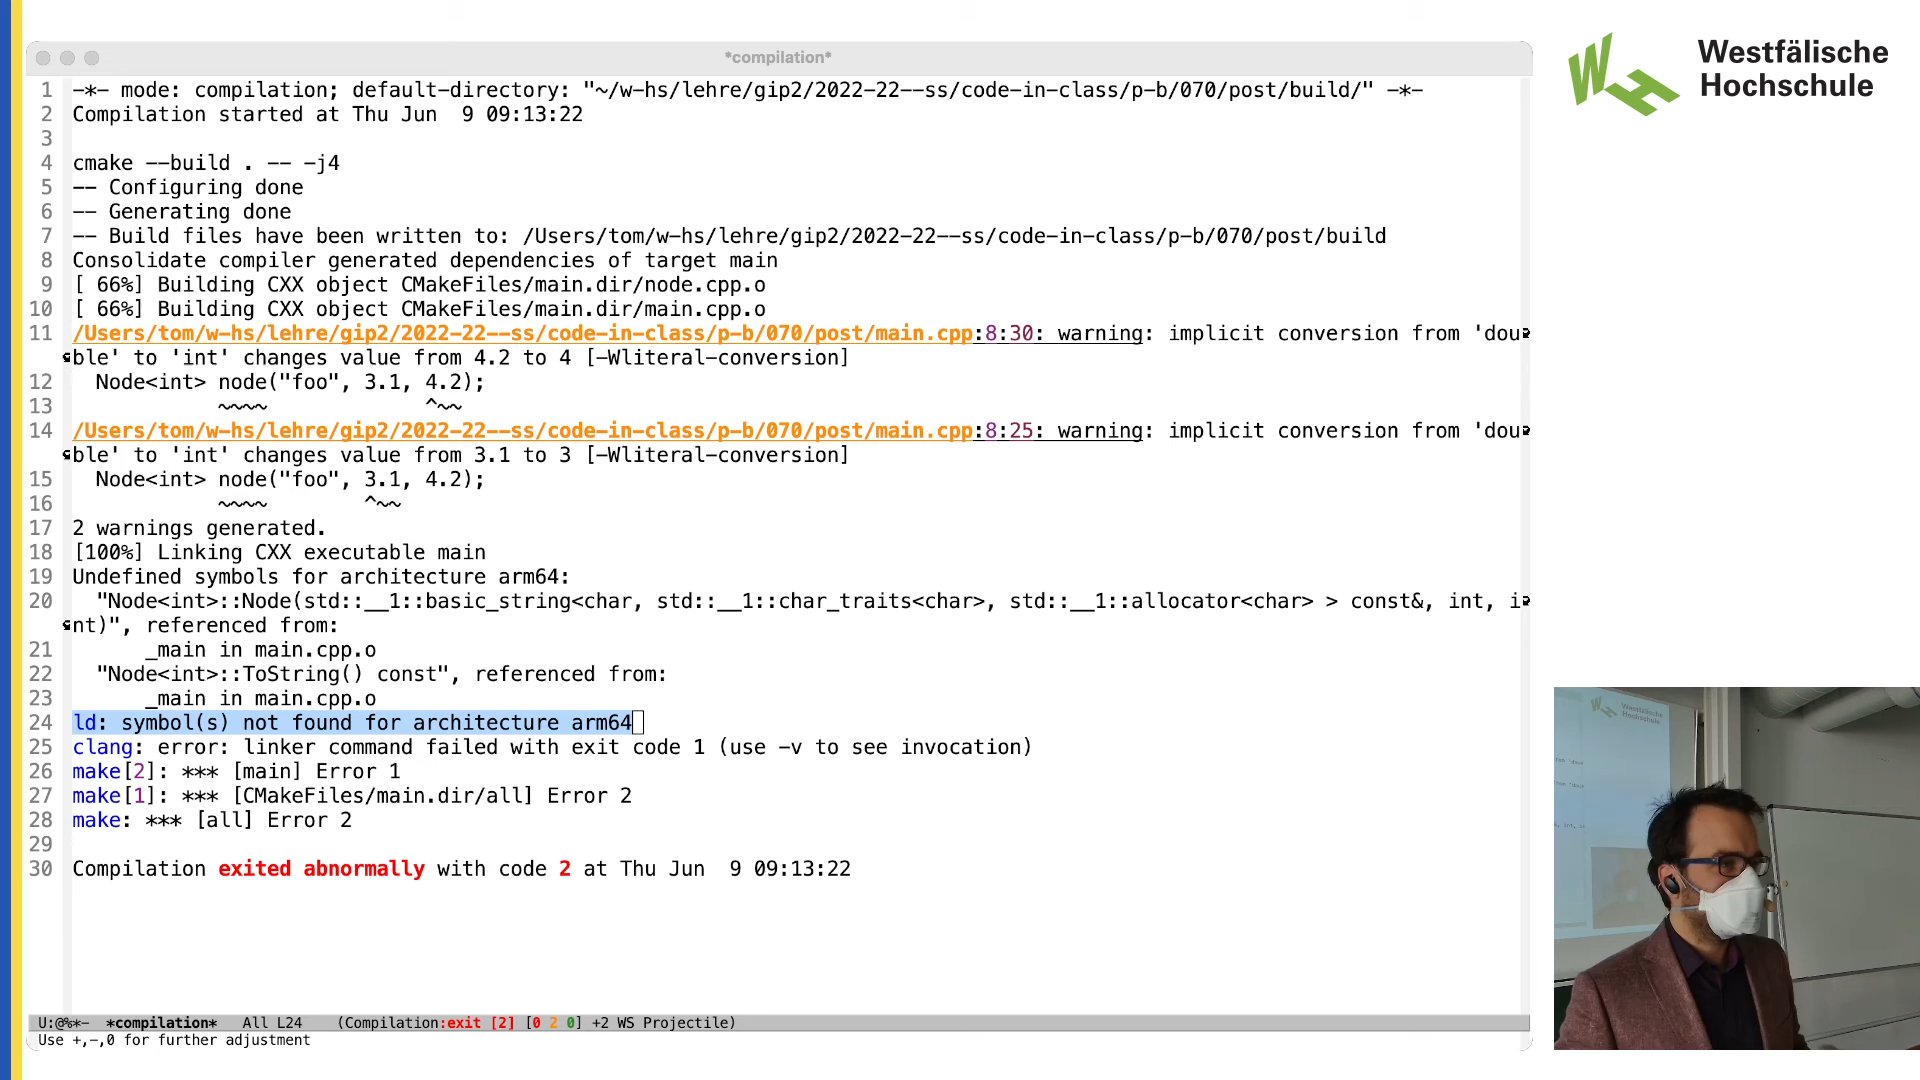 *compilation*
Westfälische
Hochschule
1 -*- mode: compilation; default-directory: "~/w-hs/lehre/gip2/2022-22--ss/code-in-class/p-b/070/post/build/" -*-
2 Compilation started at Thu Jun  9 09:13:22
3
4 cmake --build . -- -j4
5 -- Configuring done
6 -- Generating done
7 -- Build files have been written to: /Users/tom/w-hs/lehre/gip2/2022-22--ss/code-in-class/p-b/070/post/build
8 Consolidate compiler generated dependencies of target main
9 [ 66%] Building CXX object CMakeFiles/main.dir/node.cpp.o
10 [ 66%] Building CXX object CMakeFiles/main.dir/main.cpp.o
11 /Users/tom/w-hs/lehre/gip2/2022-22--ss/code-in-class/p-b/070/post/main.cpp:8:30: warning: implicit conversion from 'dou
ble' to 'int' changes value from 4.2 to 4 [-Wliteral-conversion]
12   Node<int> node("foo", 3.1, 4.2);
13             ~~~~             ^~~
14 /Users/tom/w-hs/lehre/gip2/2022-22--ss/code-in-class/p-b/070/post/main.cpp:8:25: warning: implicit conversion from 'dou
ble' to 'int' changes value from 3.1 to 3 [-Wliteral-conversion]
15   Node<int> node("foo", 3.1, 4.2);
16             ~~~~        ^~~
17 2 warnings generated.
18 [100%] Linking CXX executable main
19 Undefined symbols for architecture arm64:
20   "Node<int>::Node(std::__1::basic_string<char, std::__1::char_traits<char>, std::__1::allocator<char> > const&, int, i
nt)", referenced from:
21       _main in main.cpp.o
22   "Node<int>::ToString() const", referenced from:
23       _main in main.cpp.o
24 ld: symbol(s) not found for architecture arm64
25 clang: error: linker command failed with exit code 1 (use -v to see invocation)
26 make[2]: *** [main] Error 1
27 make[1]: *** [CMakeFiles/main.dir/all] Error 2
28 make: *** [all] Error 2
29
30 Compilation exited abnormally with code 2 at Thu Jun  9 09:13:22
U:@%*-  *compilation*  All L24   (Compilation:exit [2] [0 2 0] +2 WS Projectile)
Use +,-,0 for further adjustment
Westfälische
Hochschule